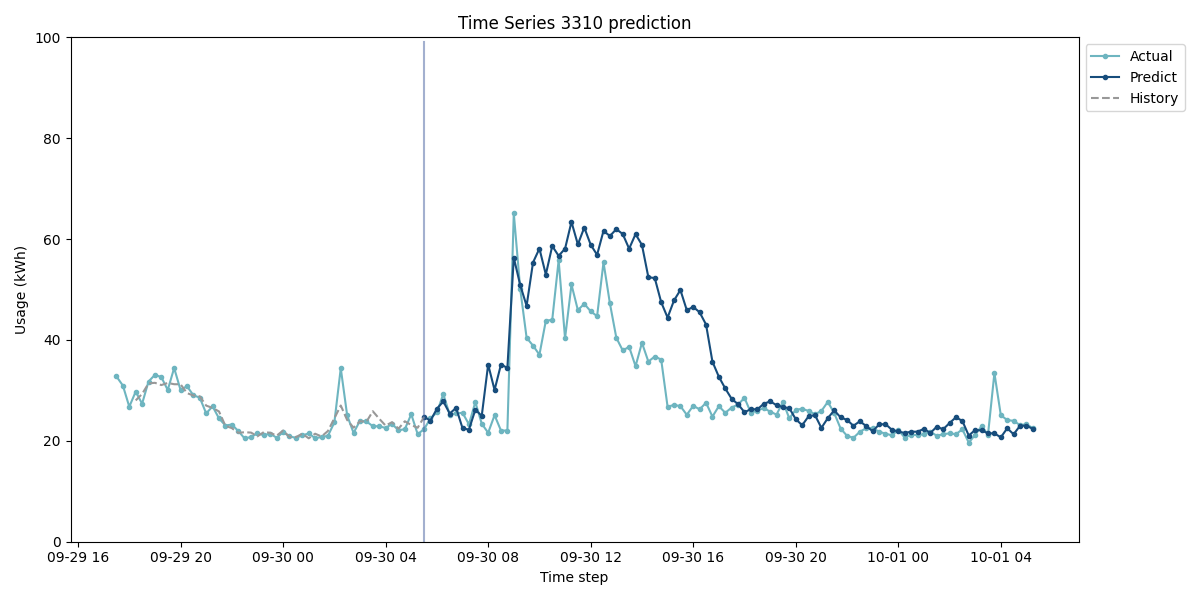 Time Series 3310 prediction
100
80
60
40
20
0
Usage (kWh)
09-29 16
09-29 20
09-30 00
09-30 04
09-30 08
09-30 12
09-30 16
09-30 20
10-01 00
10-01 04
Time step
Actual
Predict
History